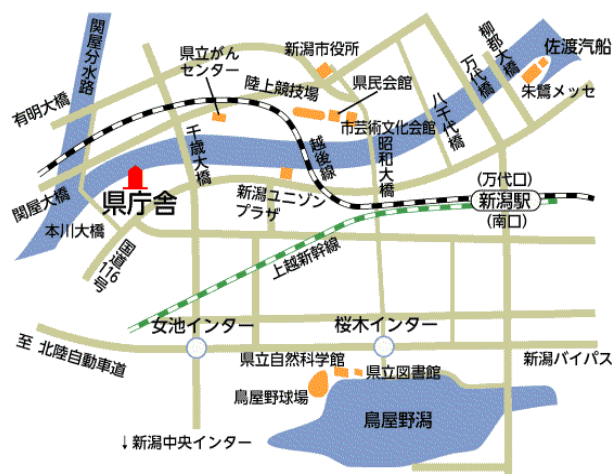 関屋分水路
有明大橋
関屋大橋
本川大橋
県立がん
センター
新潟市役所
陸上競技場
県民会館
市芸術文化会館
千歳大橋
越後線
昭和大橋
八千代橋
万代橋
柳都大橋
佐渡汽船
朱鷺メッセ
県庁舎
新潟ユニゾン
プラザ
国道116号
上越新幹線
(万代口)
新潟駅
(南口)
女池インター
桜木インター
至 北陸自動車道
新潟バイパス
県立自然科学館
県立図書館
鳥屋野球場
鳥屋野潟
↓新潟中央インター